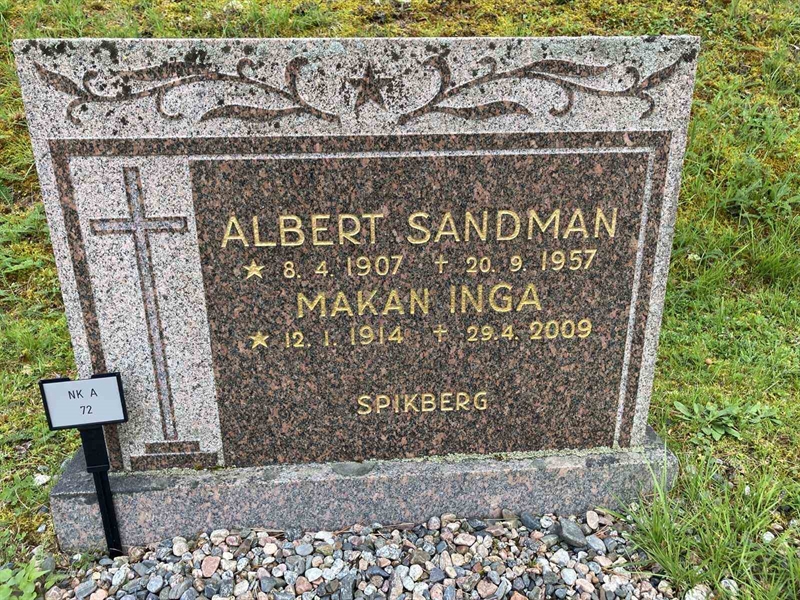 ALBERT SANDMAN
★ 8. 4. 1907 ✝ 20. 9. 1957
MAKAN INGA
★ 12. 1. 1914 ✝ 29.4. 2009
SPIKBERG
NK A
72